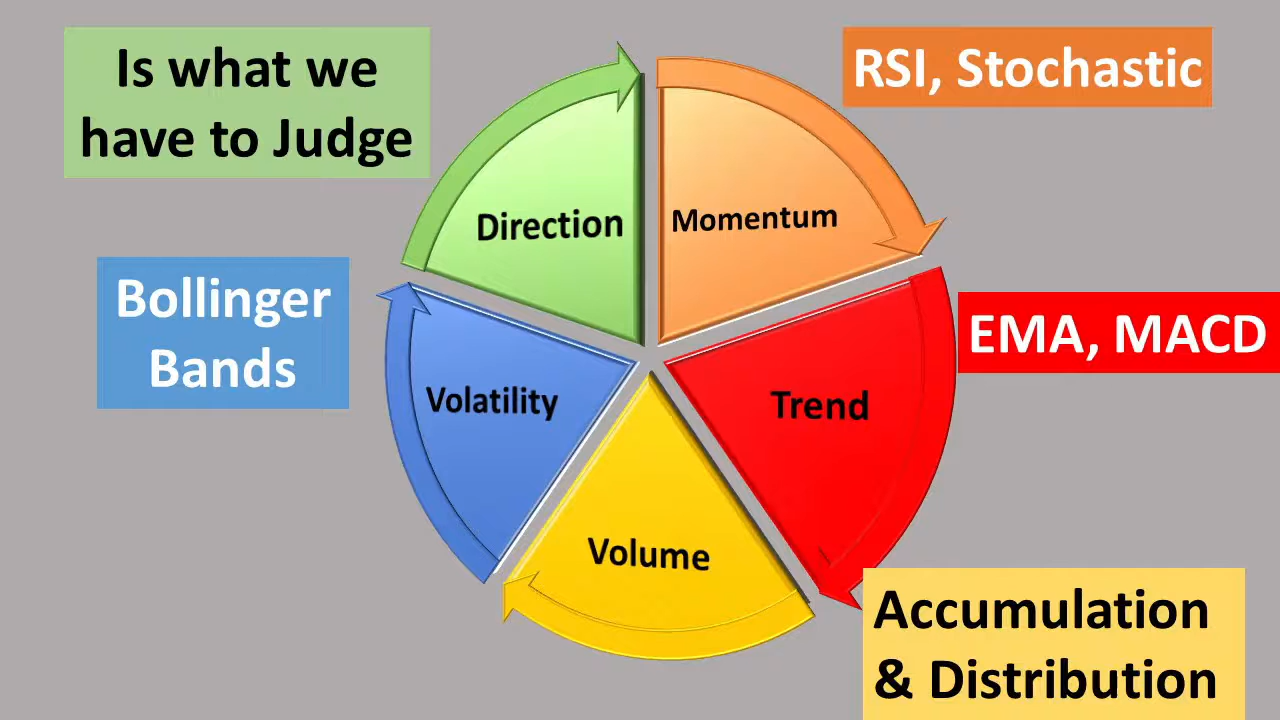 Is what we
have to Judge
RSI, Stochastic
Direction
Momentum
Bollinger
Bands
EMA, MACD
Volatility
Trend
Volume
Accumulation
& Distribution